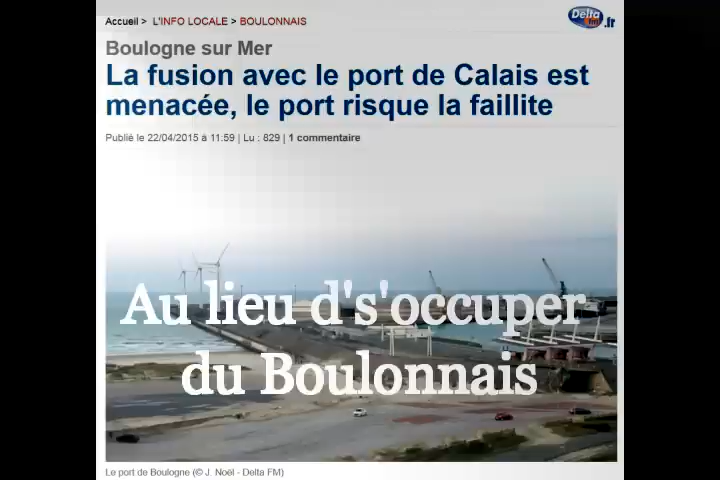 Accueil > L'INFO LOCALE > BOULONNAIS
Delta fm .fr
Boulogne sur Mer
La fusion avec le port de Calais est
menacée, le port risque la faillite
Publié le 22/04/2015 à 11:59 | Lu : 829 | 1 commentaire
Au lieu d's'occuper
du Boulonnais
Le port de Boulogne (© J. Noël - Delta FM)